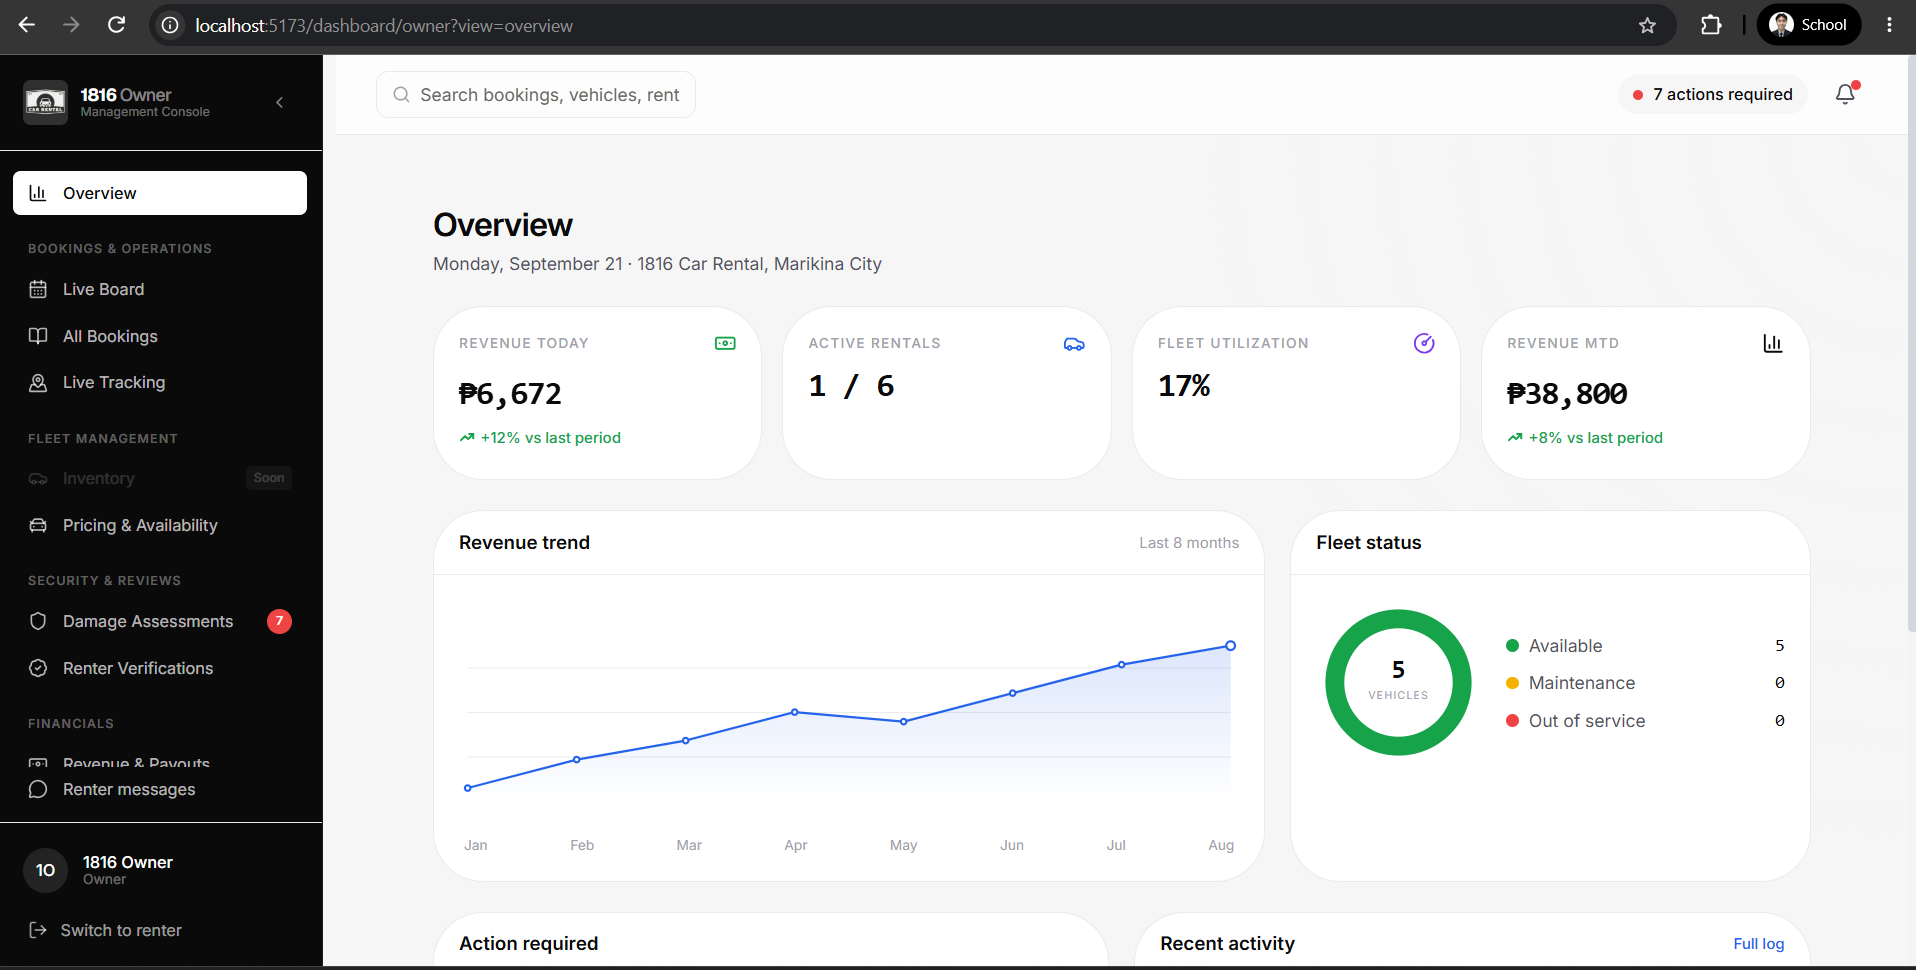 localhost:5173/dashboard/owner?view=overview
School
1816 Owner
Management Console
Overview
BOOKINGS & OPERATIONS
Live Board
All Bookings
Live Tracking
FLEET MANAGEMENT
Inventory
Soon
Pricing & Availability
SECURITY & REVIEWS
Damage Assessments
7
Renter Verifications
FINANCIALS
Revenue & Payouts
Renter messages
1O
1816 Owner
Owner
Switch to renter
Search bookings, vehicles, rent
7 actions required
Overview
Monday, September 21 · 1816 Car Rental, Marikina City
REVENUE TODAY
₱6,672
+12% vs last period
ACTIVE RENTALS
1 / 6
FLEET UTILIZATION
17%
REVENUE MTD
₱38,800
+8% vs last period
Revenue trend
Last 8 months
Jan Feb Mar Apr May Jun Jul Aug
Fleet status
5
VEHICLES
Available 5
Maintenance 0
Out of service 0
Action required
Recent activity
Full log